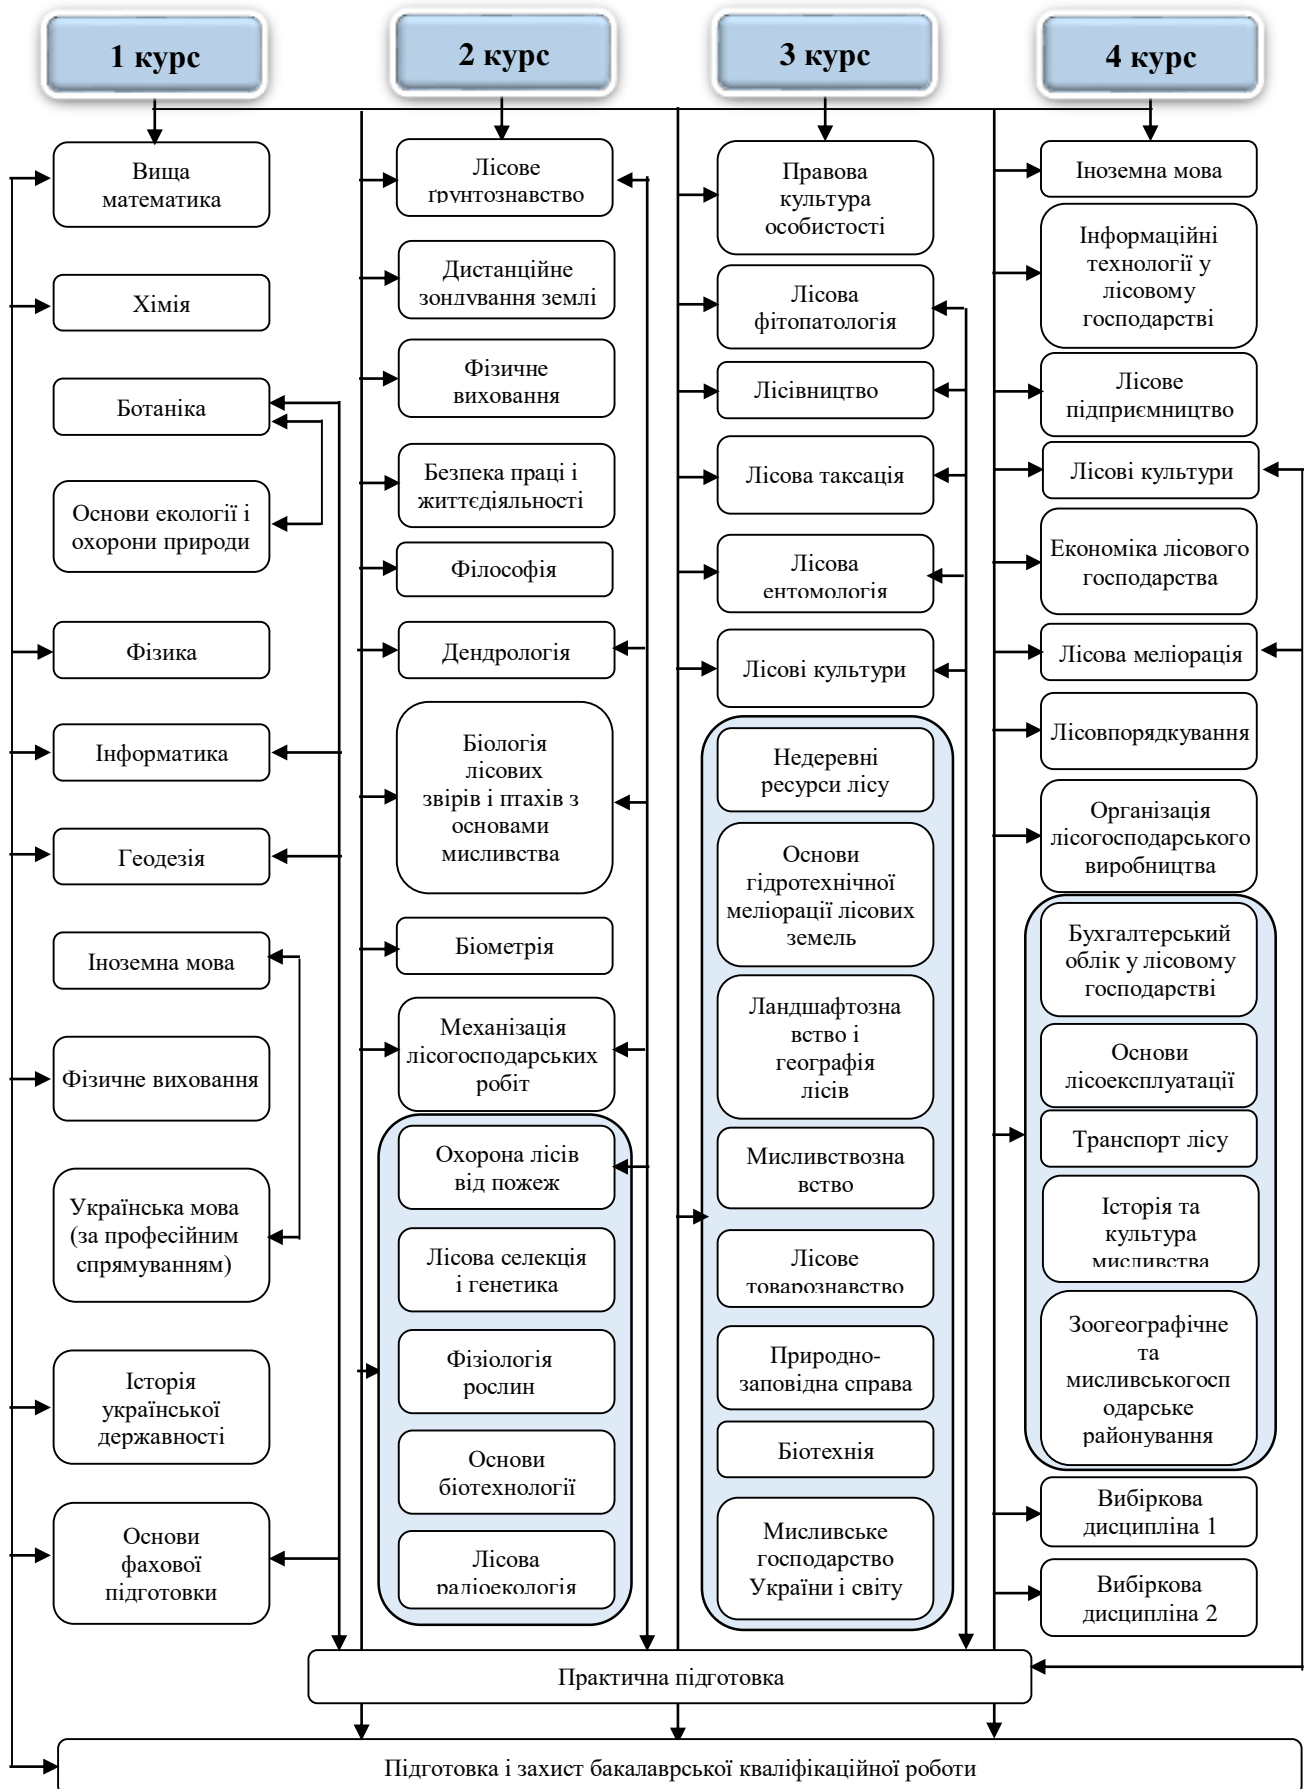 1 курс
2 курс
3 курс
4 курс
Вища
математика
Хімія
Ботаніка
Основи екології і
охорони природи
Фізика
Інформатика
Геодезія
Іноземна мова
Фізичне виховання
Українська мова
(за професійним
спрямуванням)
Історія
української
державності
Основи
фахової
підготовки
Лісове
ґрунтознавство
Дистанційне
зондування землі
Фізичне
виховання
Безпека праці і
життєдіяльності
Філософія
Дендрологія
Біологія
лісових
звірів і птахів з
основами
мисливства
Біометрія
Механізація
лісогосподарських
робіт
Охорона лісів
від пожеж
Лісова селекція
і генетика
Фізіологія
рослин
Основи
біотехнології
Лісова
радіоекологія
Правова
культура
особистості
Лісова
фітопатологія
Лісівництво
Лісова таксація
Лісова
ентомологія
Лісові культури
Недеревні
ресурси лісу
Основи
гідротехнічної
меліорації лісових
земель
Ландшафтозна
вство і
географія
лісів
Мисливствозна
вство
Лісове
товарознавство
Природно-
заповідна справа
Біотехнія
Мисливське
господарство
України і світу
Іноземна мова
Інформаційні
технології у
лісовому
господарстві
Лісове
підприємництво
Лісові культури
Економіка лісового
господарства
Лісова меліорація
Лісовпорядкування
Організація
лісогосподарського
виробництва
Бухгалтерський
облік у лісовому
господарстві
Основи
лісоексплуатації
Транспорт лісу
Історія та
культура
мисливства
Зоогеографічне
та
мисливськогосп
одарське
районування
Вибіркова
дисципліна 1
Вибіркова
дисципліна 2
Практична підготовка
Підготовка і захист бакалаврської кваліфікаційної роботи